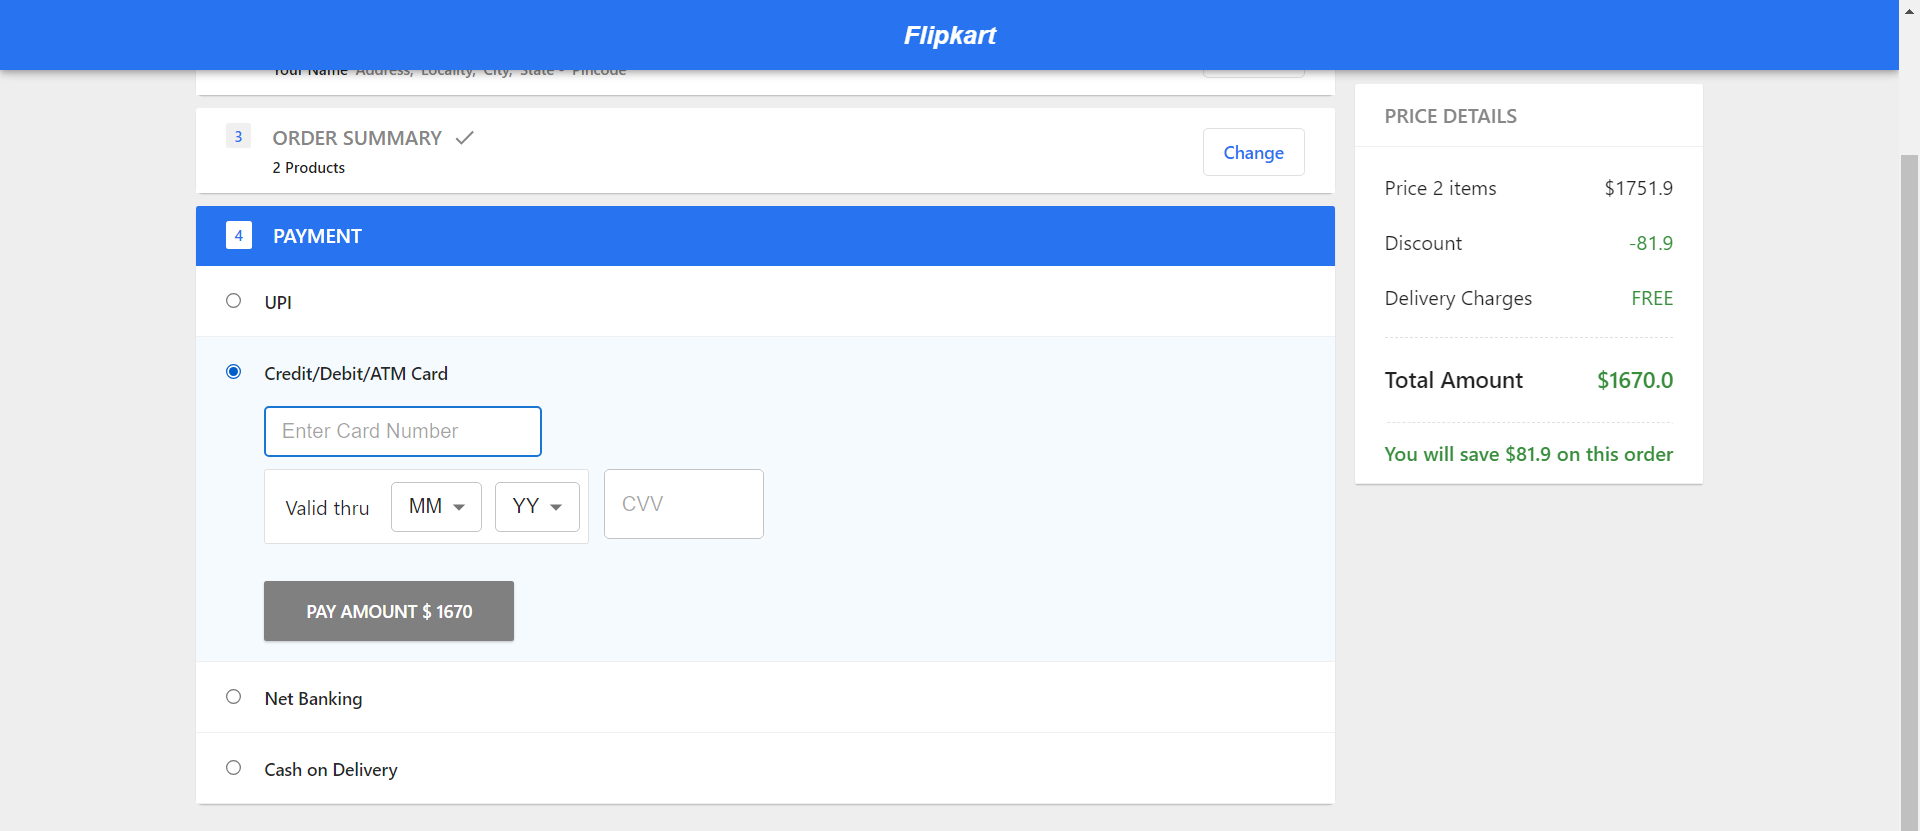 Flipkart
Your Name Address, Locality, City, State - Pincode
3 ORDER SUMMARY
2 Products
Change
4 PAYMENT
UPI
Credit/Debit/ATM Card
Enter Card Number
Valid thru MM YY CVV
PAY AMOUNT $ 1670
Net Banking
Cash on Delivery
PRICE DETAILS
Price 2 items $1751.9
Discount -81.9
Delivery Charges FREE
Total Amount $1670.0
You will save $81.9 on this order